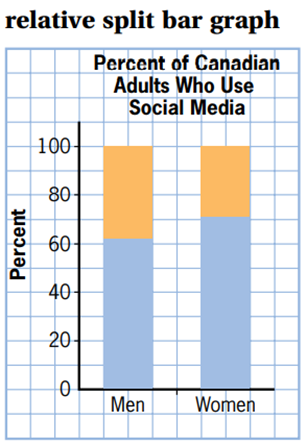 relative split bar graph
Percent of Canadian
Adults Who Use
Social Media
Percent
100
80
60
40
20
0
Men
Women